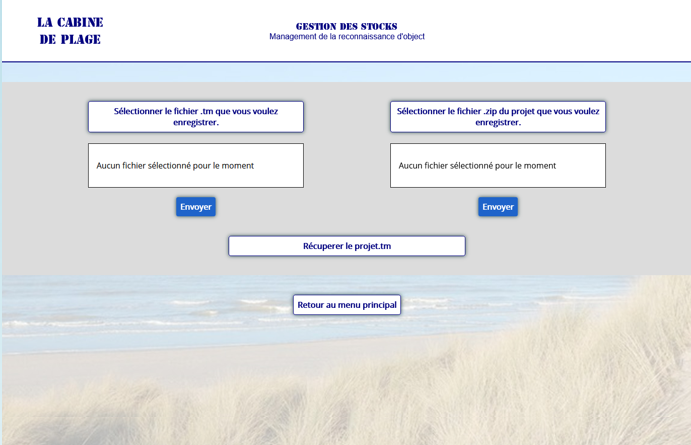 LA CABINE
DE PLAGE
GESTION DES STOCKS
Management de la reconnaissance d'object
Sélectionner le fichier .tm que vous voulez
enregistrer.
Sélectionner le fichier .zip du projet que vous voulez
enregistrer.
Aucun fichier sélectionné pour le moment
Aucun fichier sélectionné pour le moment
Envoyer
Envoyer
Récuperer le projet.tm
Retour au menu principal